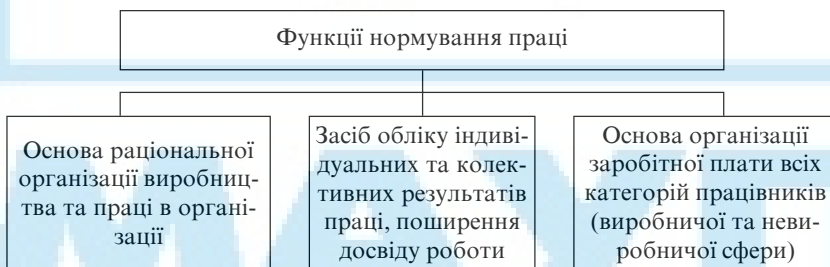 Функції нормування праці
Основа раціональної
організації виробниц-
тва та праці в органі-
зації
Засіб обліку індиві-
дуальних та колек-
тивних результатів
праці, поширення
досвіду роботи
Основа організації
заробітної плати всіх
категорій працівників
(виробничої та неви-
робничої сфери)